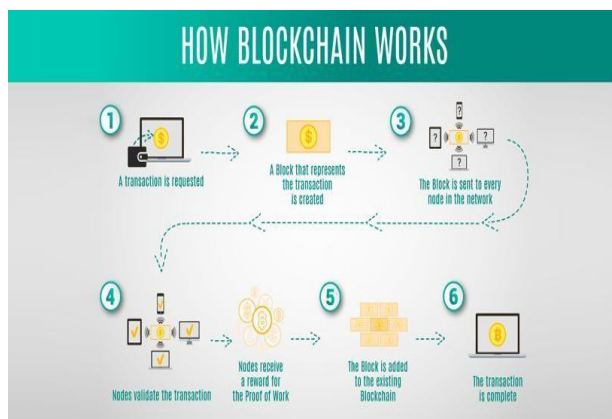 HOW BLOCKCHAIN WORKS
1
$
A transaction is requested
2
$
A Block that represents
the transaction
is created
3
?
?
$
?
?
The Block is sent to every
node in the network
4
Nodes validate the transaction
Nodes receive
a reward for
the Proof of Work
5
The Block is added
to the existing
Blockchain
6
B
The transaction
is complete